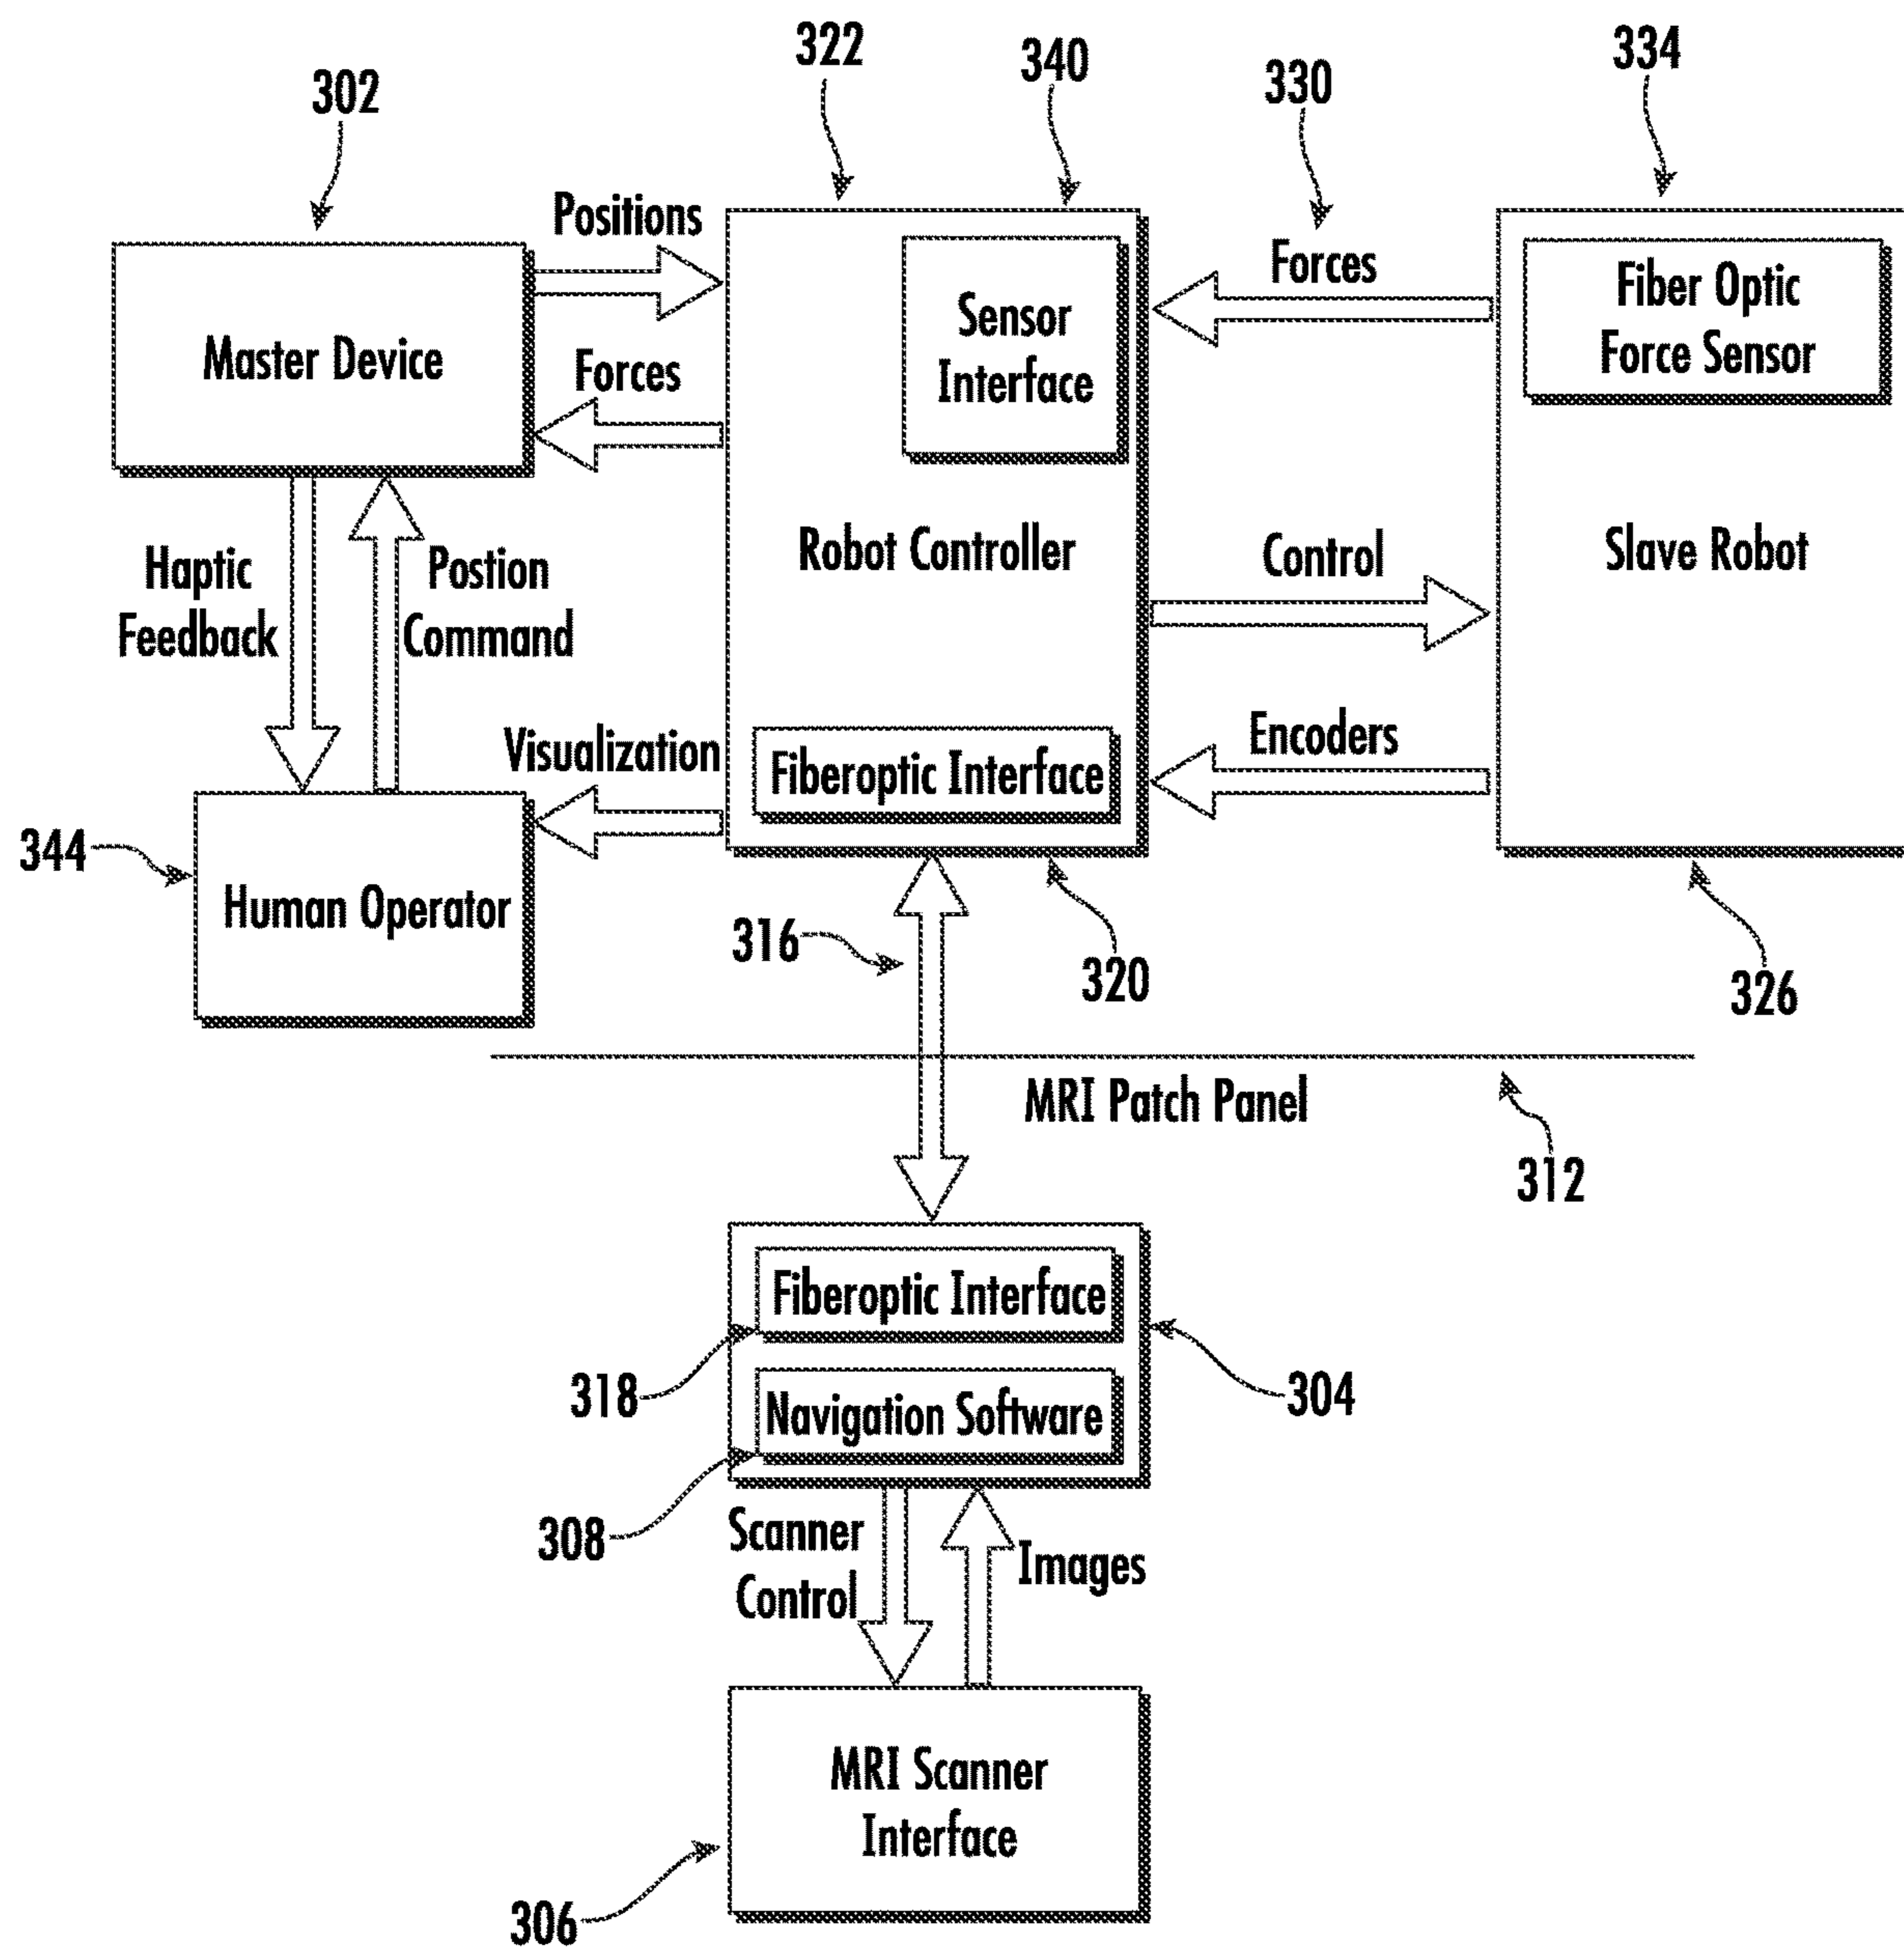 322
340
334
302
330
Positions
Forces
Master Device
Forces
Sensor
Interface
Fiber Optic
Force Sensor
Haptic
Feedback
Postion
Command
Robot Controller
Control
Slave Robot
Visualization
Fiberoptic Interface
Encoders
344
Human Operator
316
320
326
MRI Patch Panel
312
Fiberoptic Interface
318
304
Navigation Software
308
Scanner
Control
Images
MRI Scanner
Interface
306